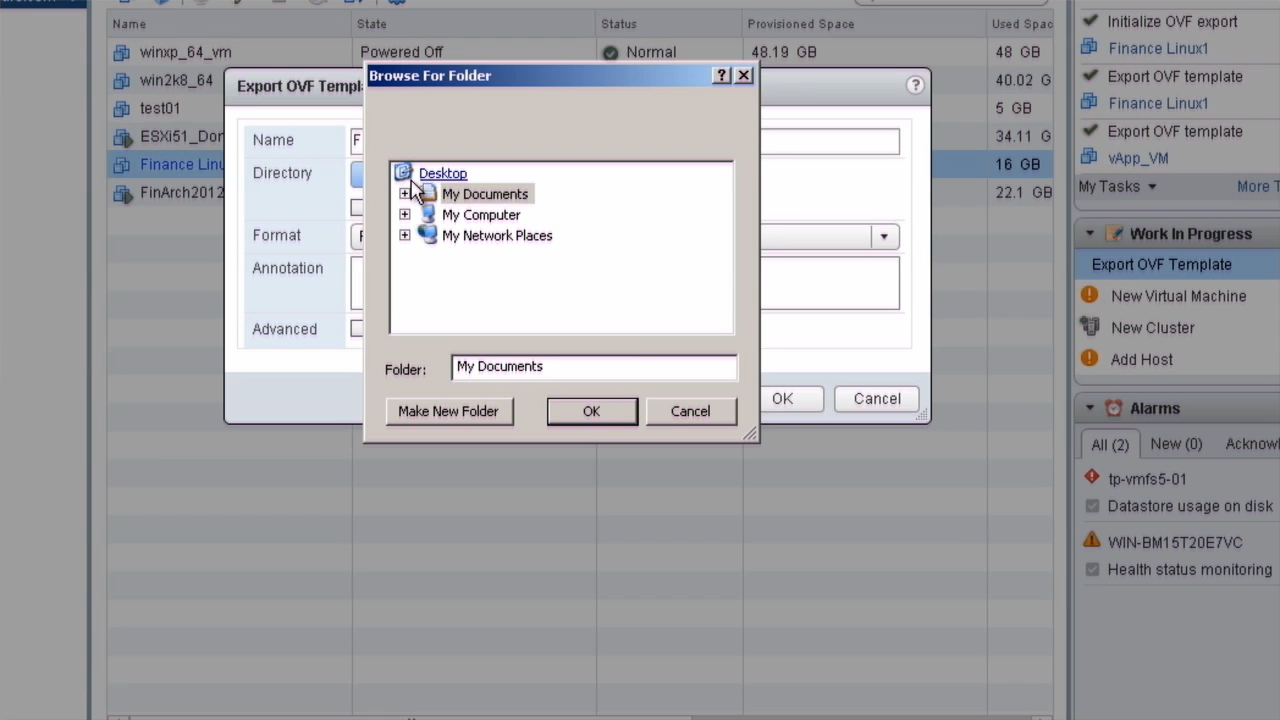 Name State Status Provisioned Space Used Spac
winxp_64_vm Powered Off Normal 48.19 GB 48 GB
win2k8_64 40.02 G
test01 5 GB
ESXi51_Dor 34.11 G
Finance Linu 16 GB
FinArch2012 22.1 GB
Export OVF Templ
Name F
Directory
Format
Annotation
Advanced
OK Cancel
Browse For Folder
Desktop
My Documents
My Computer
My Network Places
Folder: My Documents
Make New Folder OK Cancel
Initialize OVF export
Finance Linux1
Export OVF template
Finance Linux1
Export OVF template
vApp_VM
My Tasks More T
Work In Progress
Export OVF Template
New Virtual Machine
New Cluster
Add Host
Alarms
All (2) New (0) Acknowl
tp-vmfs5-01
Datastore usage on disk
WIN-BM15T20E7VC
Health status monitoring